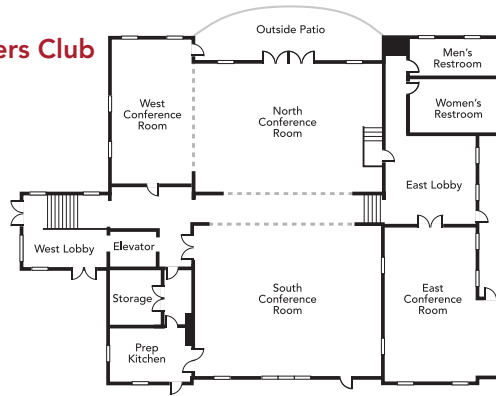 ers Club
Outside Patio
Men's
Restroom
West
Conference
Room
North
Conference
Room
Women's
Restroom
East Lobby
West Lobby
Elevator
Storage
South
Conference
Room
East
Conference
Room
Prep
Kitchen